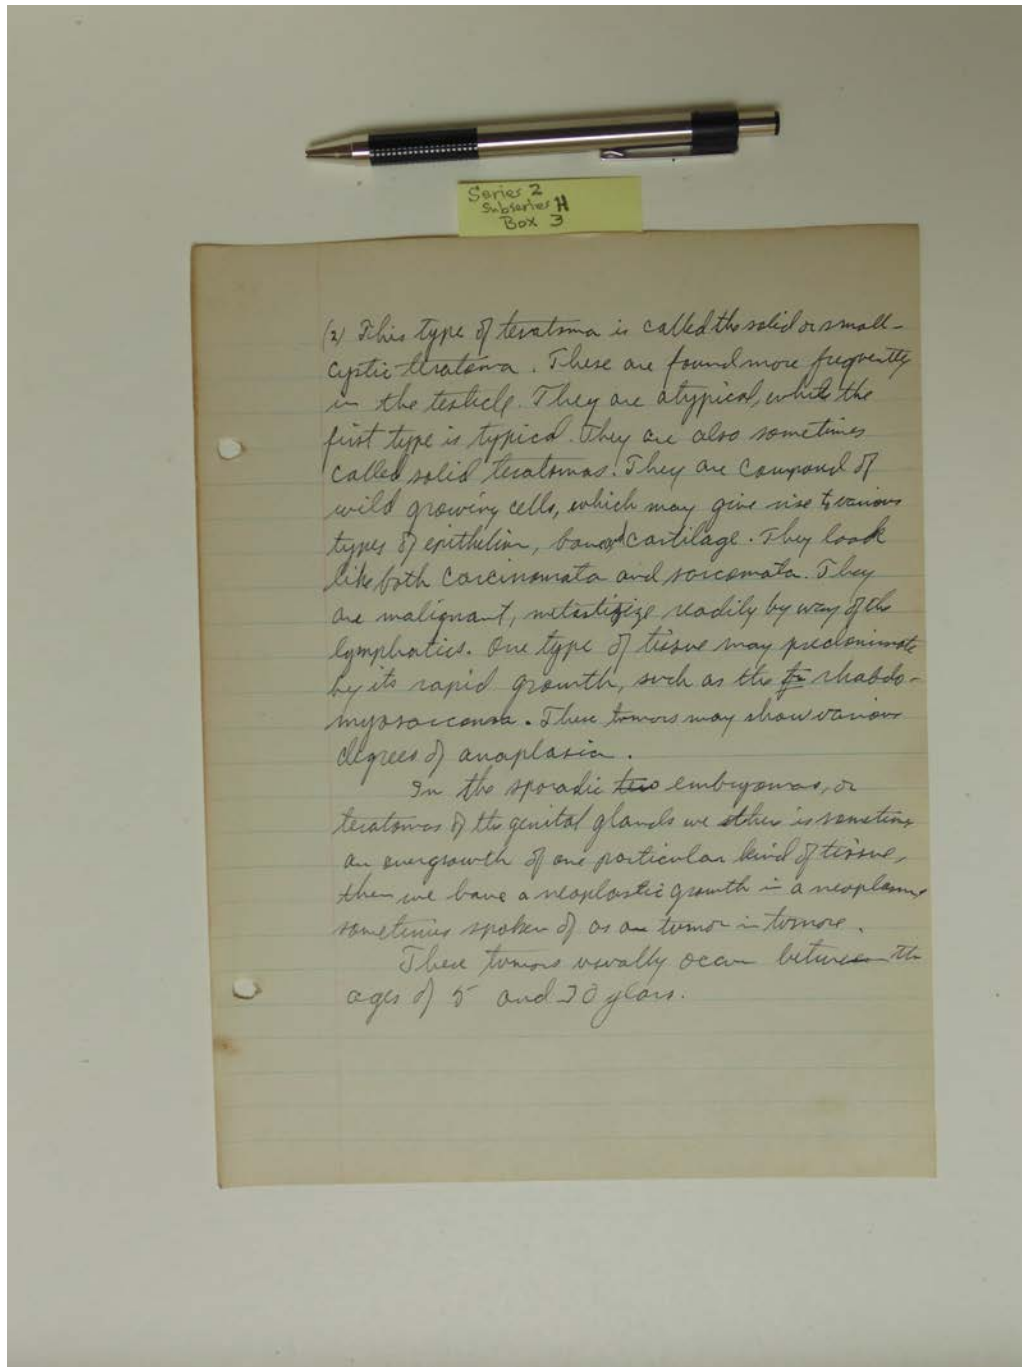 Series 2
Subseries H
Box 3
(2) This type of teratoma is called the solid or small-
cystic teratoma. These are found more frequently
in the testicle. They are atypical, while the
first type is typical. They are also sometimes
called solid teratomas. They are composed of
wild growing cells, which may give rise to various
types of epithelium, bone and cartilage. They look
like both carcinomata and sarcomata. They
are malignant, metastigize readily by way of the
lymphatics. One type of tissue may predominate
by its rapid growth, such as the rhabdo-
myosarcoma. These tumors may show various
degrees of anaplasia.
In the sporadic embryomas, or
teratomas of the genital glands we there is sometimes
an overgrowth of one particular kind of tissue,
then we have a neoplastic growth in a neoplasm,
sometimes spoken of as an tumor in tumore.
These tumors usually occur between the
ages of 5 and 30 years.